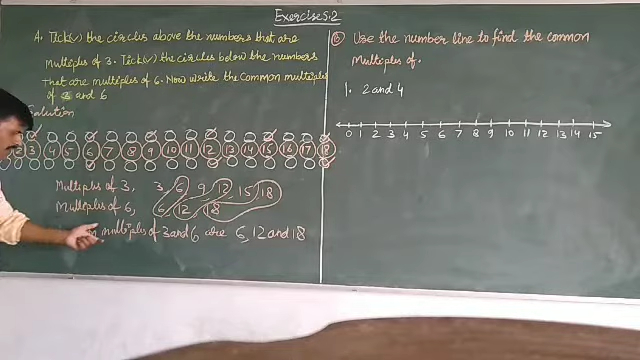 Exercise 5.2
A. Tick(✓) the circles above the numbers that are
multiples of 3. Tick(✓) the circles below the numbers
that are multiples of 6. Now write the common multiples
of 3 and 6
Solution
3 4 5 6 7 8 9 10 11 12 13 14 15 16 17 18
Multiples of 3, 3 6 9 12 15 18
Multiples of 6, 6 12 18
multiples of 3 and 6 are 6, 12 and 18
B Use the number line to find the common
Multiples of.
1. 2 and 4
0 1 2 3 4 5 6 7 8 9 10 11 12 13 14 15